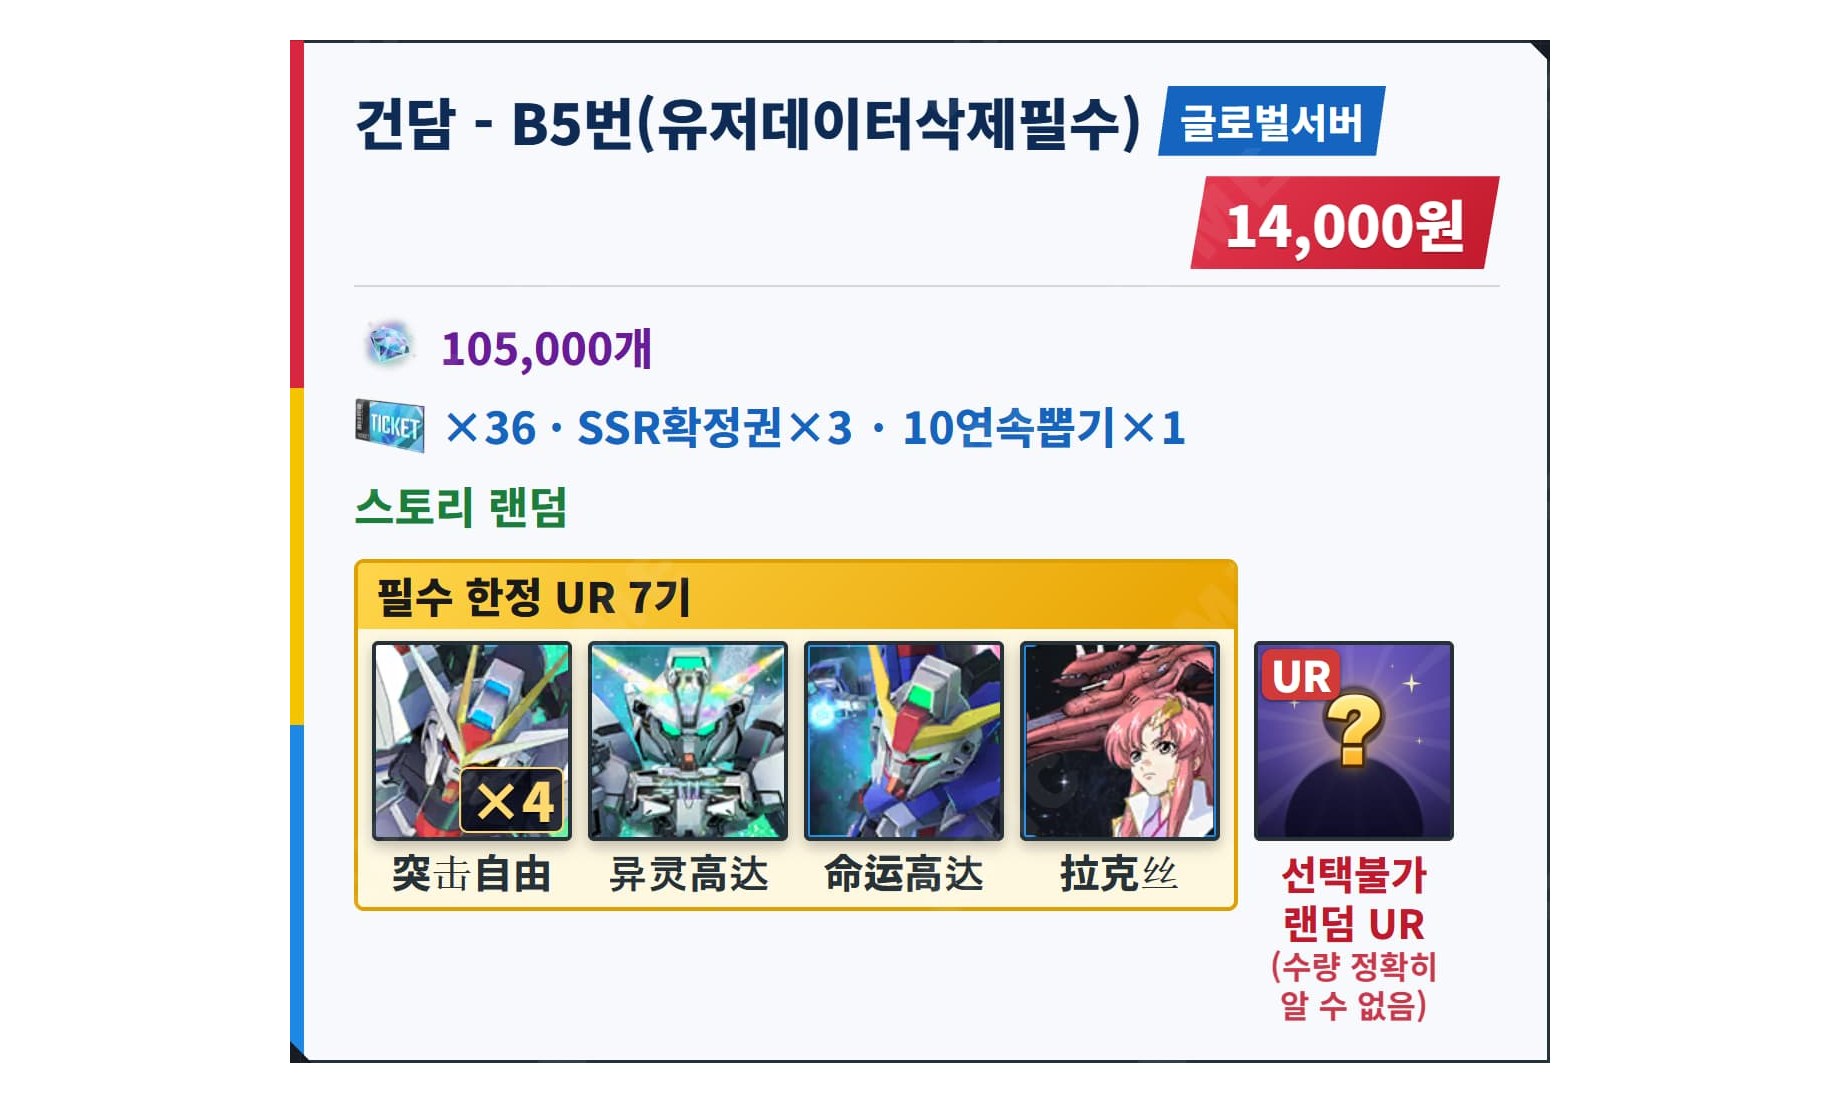 건담 - B5번(유저데이터삭제필수) 글로벌서버
14,000원
105,000개
TICKET ×36 · SSR확정권×3 · 10연속뽑기×1
스토리 랜덤
필수 한정 UR 7기
×4
UR
?
突击自由 异灵高达 命运高达 拉克丝
선택불가
랜덤 UR
(수량 정확히
알 수 없음)